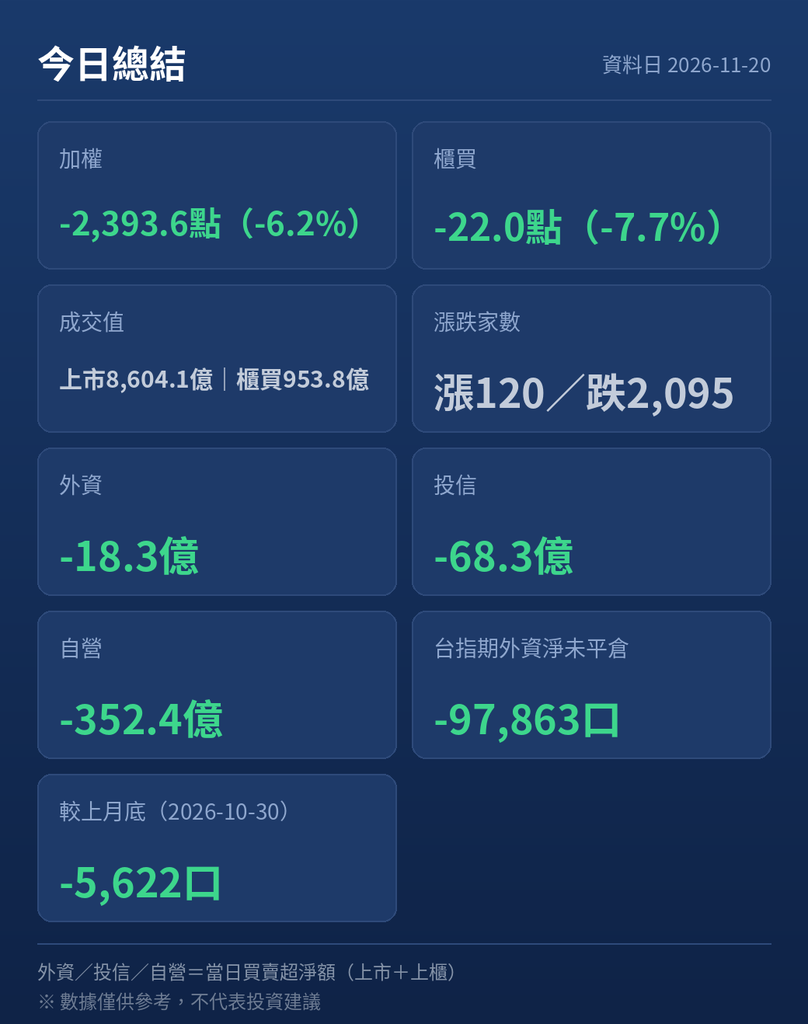 今日總結
資料日 2026-11-20
加權
-2,393.6點（-6.2%）
櫃買
-22.0點（-7.7%）
成交值
上市8,604.1億｜櫃買953.8億
漲跌家數
漲120／跌2,095
外資
-18.3億
投信
-68.3億
自營
-352.4億
台指期外資淨未平倉
-97,863口
較上月底（2026-10-30）
-5,622口
外資／投信／自營＝當日買賣超淨額（上市＋上櫃）
※ 數據僅供參考，不代表投資建議